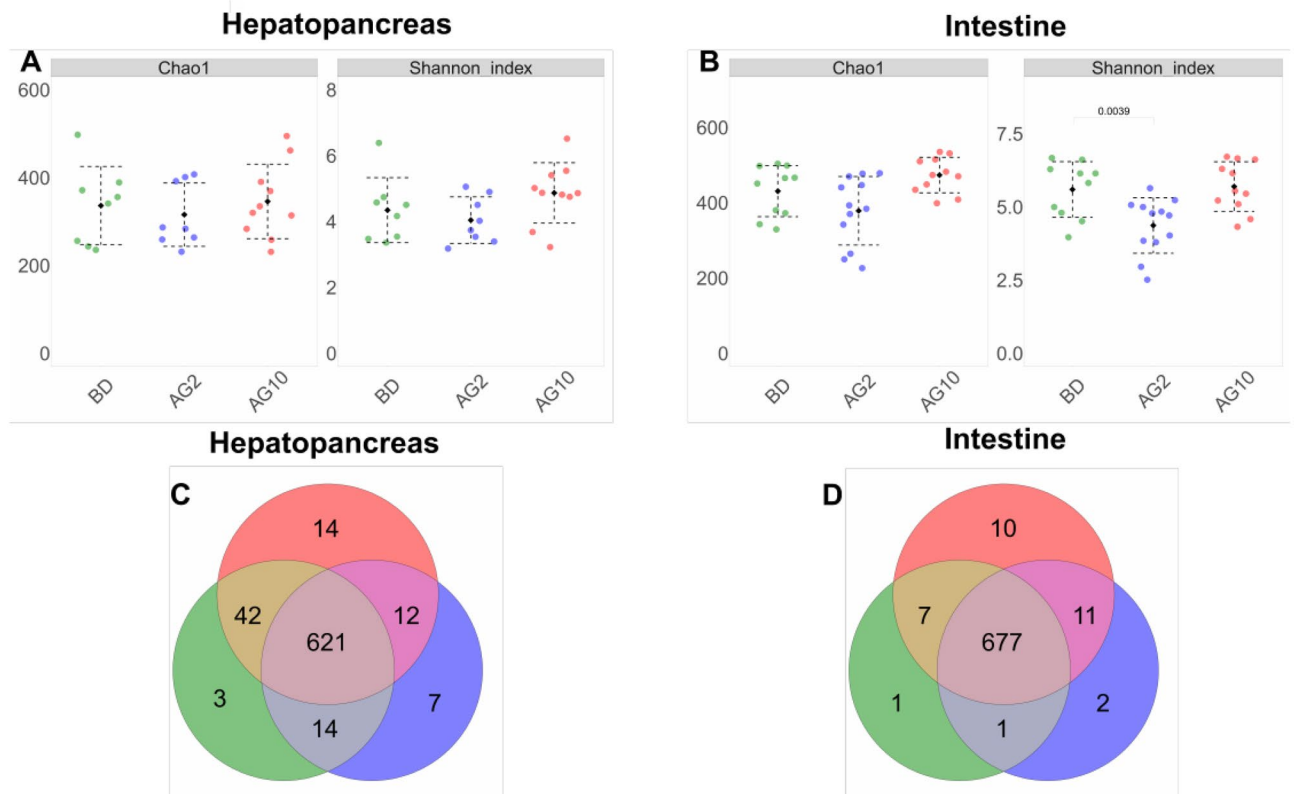 Hepatopancreas
Intestine
A
Chao1
Shannon_index
600
400
200
0
8
6
4
2
0
BD
AG2
AG10
BD
AG2
AG10
B
Chao1
Shannon_index
600
400
200
0
7.5
5.0
2.5
0.0
0.0039
BD
AG2
AG10
BD
AG2
AG10
Hepatopancreas
Intestine
C
14
42
12
621
3
7
14
D
10
7
11
677
1
2
1